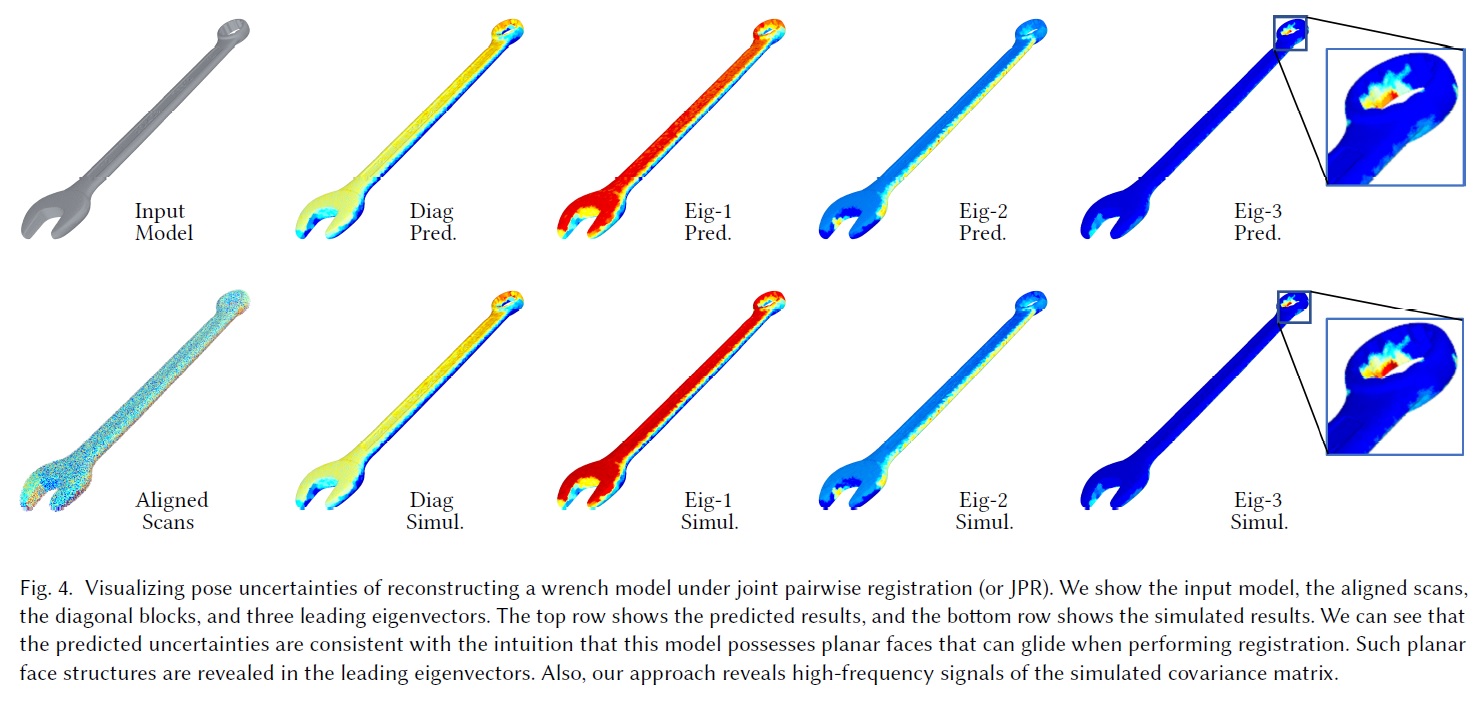 Input
Model
Diag
Pred.
Eig-1
Pred.
Eig-2
Pred.
Eig-3
Pred.
Aligned
Scans
Diag
Simul.
Eig-1
Simul.
Eig-2
Simul.
Eig-3
Simul.
Fig. 4. Visualizing pose uncertainties of reconstructing a wrench model under joint pairwise registration (or JPR). We show the input model, the aligned scans,
the diagonal blocks, and three leading eigenvectors. The top row shows the predicted results, and the bottom row shows the simulated results. We can see that
the predicted uncertainties are consistent with the intuition that this model possesses planar faces that can glide when performing registration. Such planar
face structures are revealed in the leading eigenvectors. Also, our approach reveals high-frequency signals of the simulated covariance matrix.